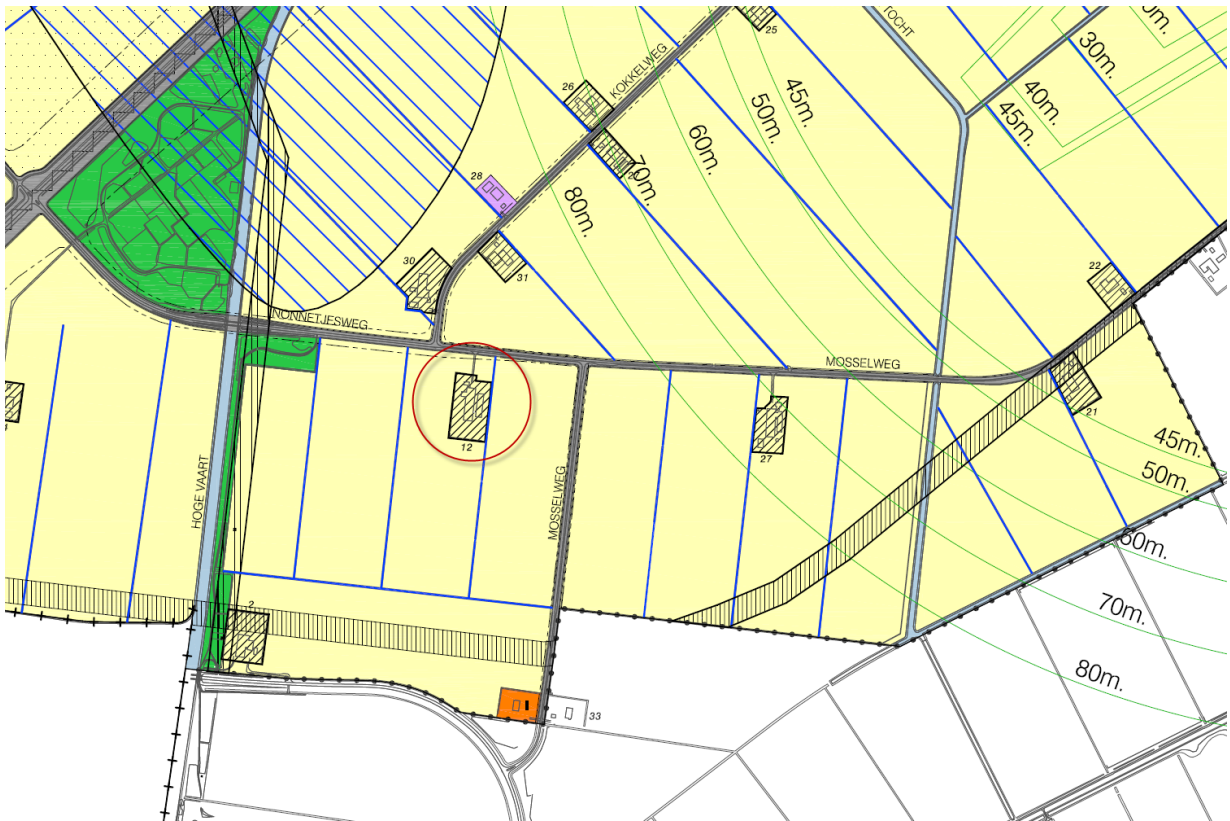 TOCHT
25
30m.
45m.
40m.
50m.
45m.
KOKKELWEG
26
60m.
70m.
28
80m.
30
31
22
NONNETJESWEG
MOSSELWEG
21
12
27
45m.
HOGE VAART
MOSSELWEG
50m.
60m.
2
70m.
80m.
33